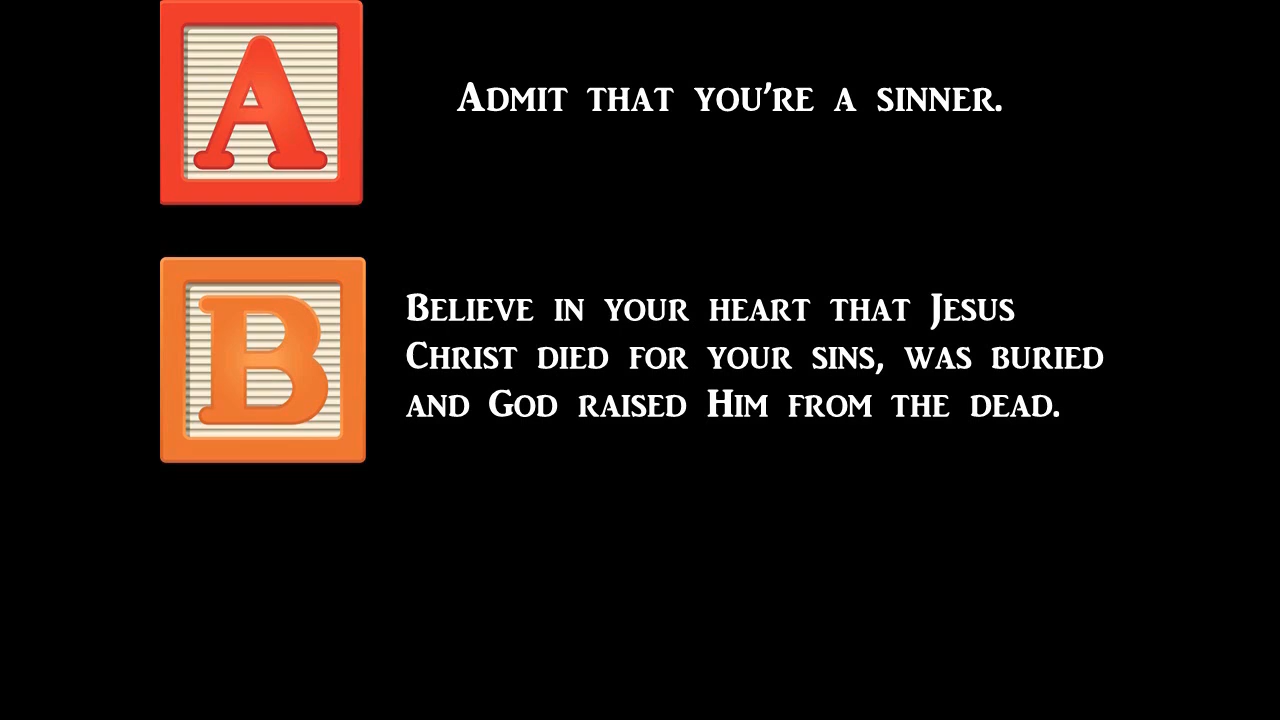 A
Admit that you're a sinner.
B
Believe in your heart that Jesus
Christ died for your sins, was buried
and God raised Him from the dead.